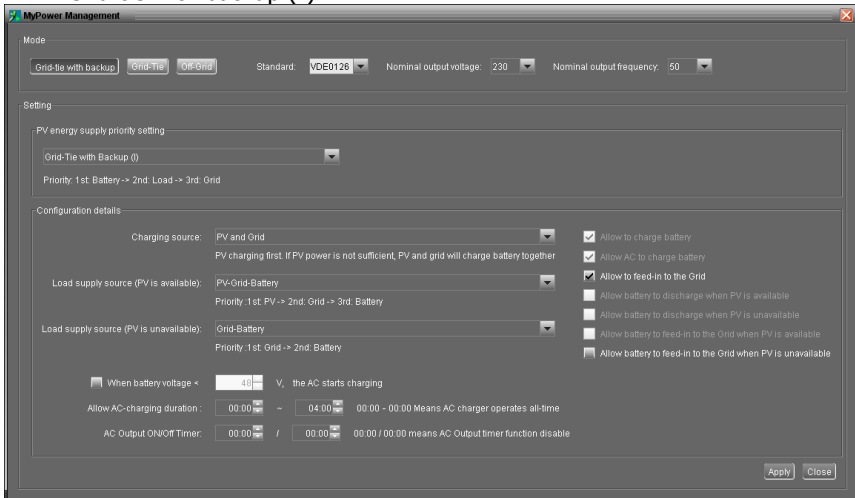 MyPower Management
Mode
Grid-tie with backup Grid-Tie Off-Grid Standard: VDE0126 Nominal output voltage: 230 Nominal output frequency: 50
Setting
PV energy supply priority setting
Grid-Tie with Backup (I)
Priority: 1st: Battery -> 2nd: Load -> 3rd: Grid
Configuration details
Charging source: PV and Grid
PV charging first. If PV power is not sufficient, PV and grid will charge battery together
Load supply source (PV is available): PV-Grid-Battery
Priority :1st: PV -> 2nd: Grid -> 3rd: Battery
Load supply source (PV is unavailable): Grid-Battery
Priority :1st: Grid -> 2nd: Battery
Allow to charge battery
Allow AC to charge battery
Allow to feed-in to the Grid
Allow battery to discharge when PV is available
Allow battery to discharge when PV is unavailable
Allow battery to feed-in to the Grid when PV is available
Allow battery to feed-in to the Grid when PV is unavailable
When battery voltage < 48 V, the AC starts charging
Allow AC-charging duration : 00:00 ~ 04:00 00:00 - 00:00 Means AC charger operates all-time
AC Output ON/Off Timer: 00:00 / 00:00 00:00 / 00:00 means AC Output timer function disable
Apply Close